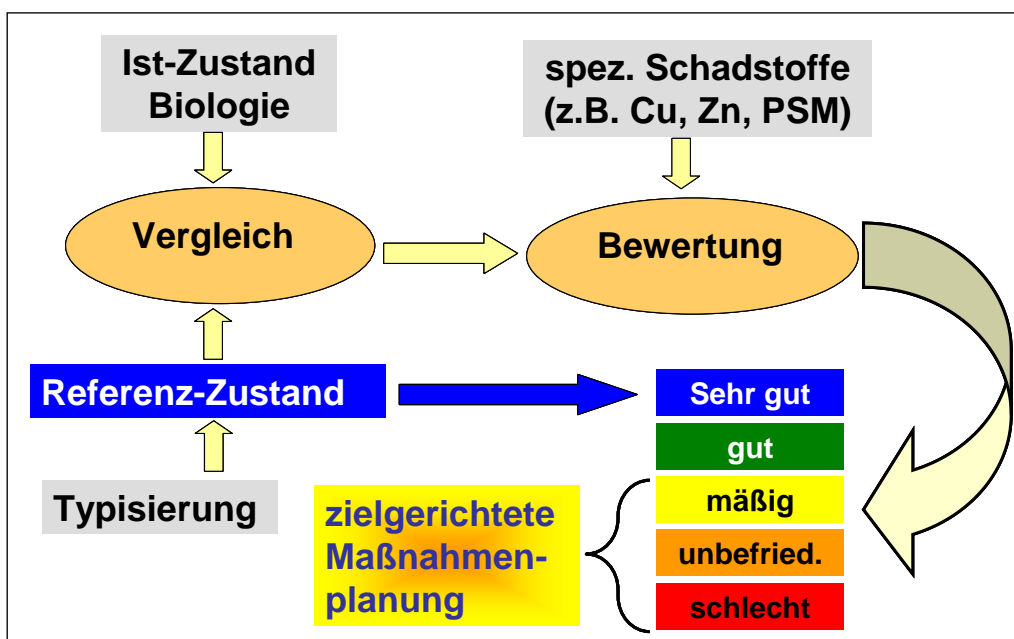 Ist-Zustand
Biologie
spez. Schadstoffe
(z.B. Cu, Zn, PSM)
Vergleich
Bewertung
Referenz-Zustand
Sehr gut
gut
Typisierung
zielgerichtete
Maßnahmen-
planung
mäßig
unbefried.
schlecht